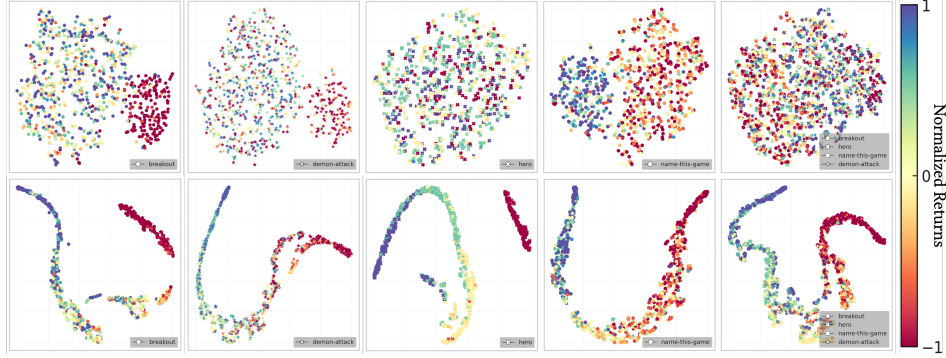 breakout
demon-attack
hero
name-this-game
breakout
hero
name-this-game
demon-attack
breakout
demon-attack
hero
name-this-game
breakout
hero
name-this-game
demon-attack
1
0
−1
Normalized Returns